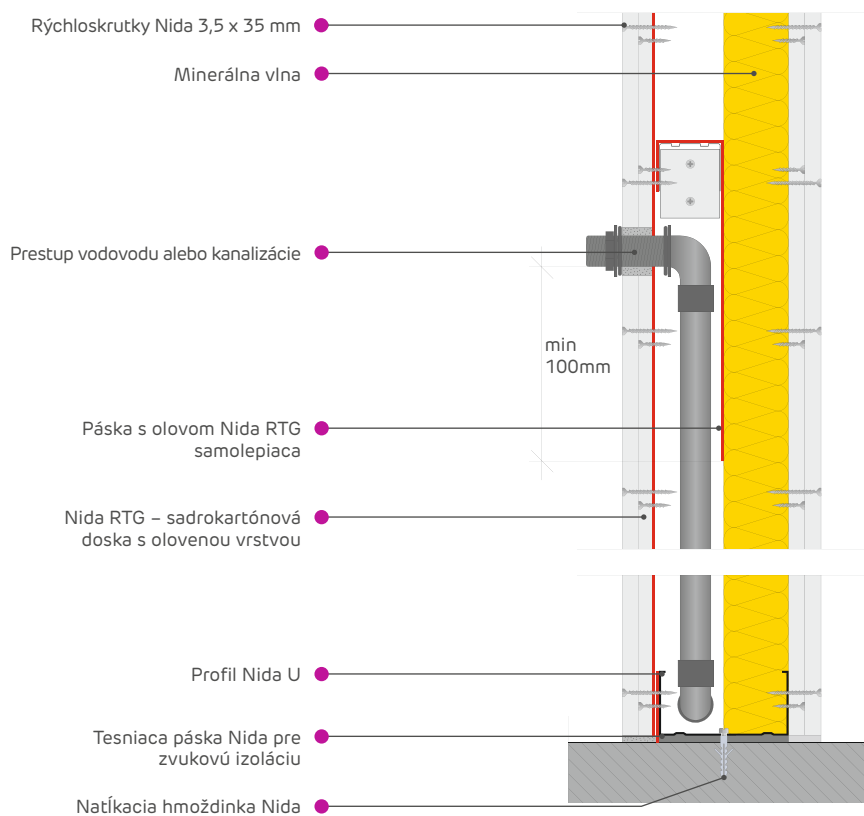 Rýchloskrutky Nida 3,5 x 35 mm
Minerálna vlna
Prestup vodovodu alebo kanalizácie
min
100mm
Páska s olovom Nida RTG
samolepiaca
Nida RTG – sadrokartónová
doska s olovenou vrstvou
Profil Nida U
Tesniaca páska Nida pre
zvukovú izoláciu
Natĺkacia hmoždinka Nida